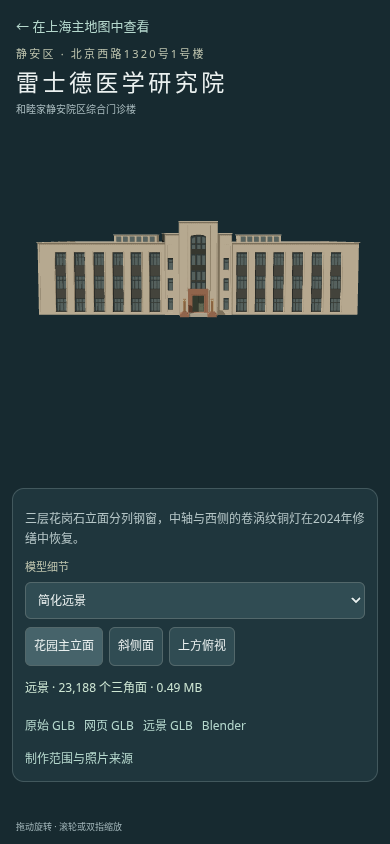 ← 在上海主地图中查看
静安区 · 北京西路1320号1号楼
雷士德医学研究院
和睦家静安院区综合门诊楼
三层花岗石立面分列钢窗，中轴与西侧的卷涡纹铜灯在2024年修
缮中恢复。
模型细节
简化远景
花园主立面 斜侧面 上方俯视
远景 · 23,188 个三角面 · 0.49 MB
原始 GLB 网页 GLB 远景 GLB Blender
制作范围与照片来源
拖动旋转 · 滚轮或双指缩放